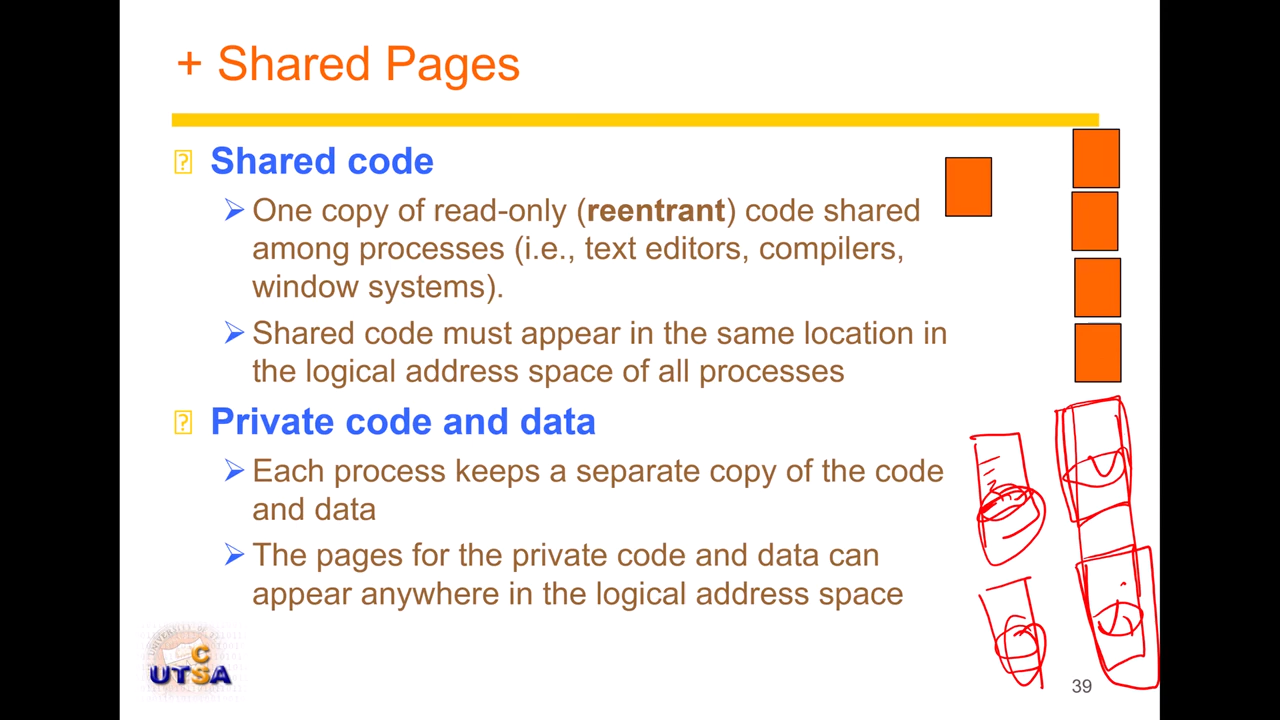 + Shared Pages
Shared code
One copy of read-only (reentrant) code shared
among processes (i.e., text editors, compilers,
window systems).
Shared code must appear in the same location in
the logical address space of all processes
Private code and data
Each process keeps a separate copy of the code
and data
The pages for the private code and data can
appear anywhere in the logical address space
UTSA
CS
39